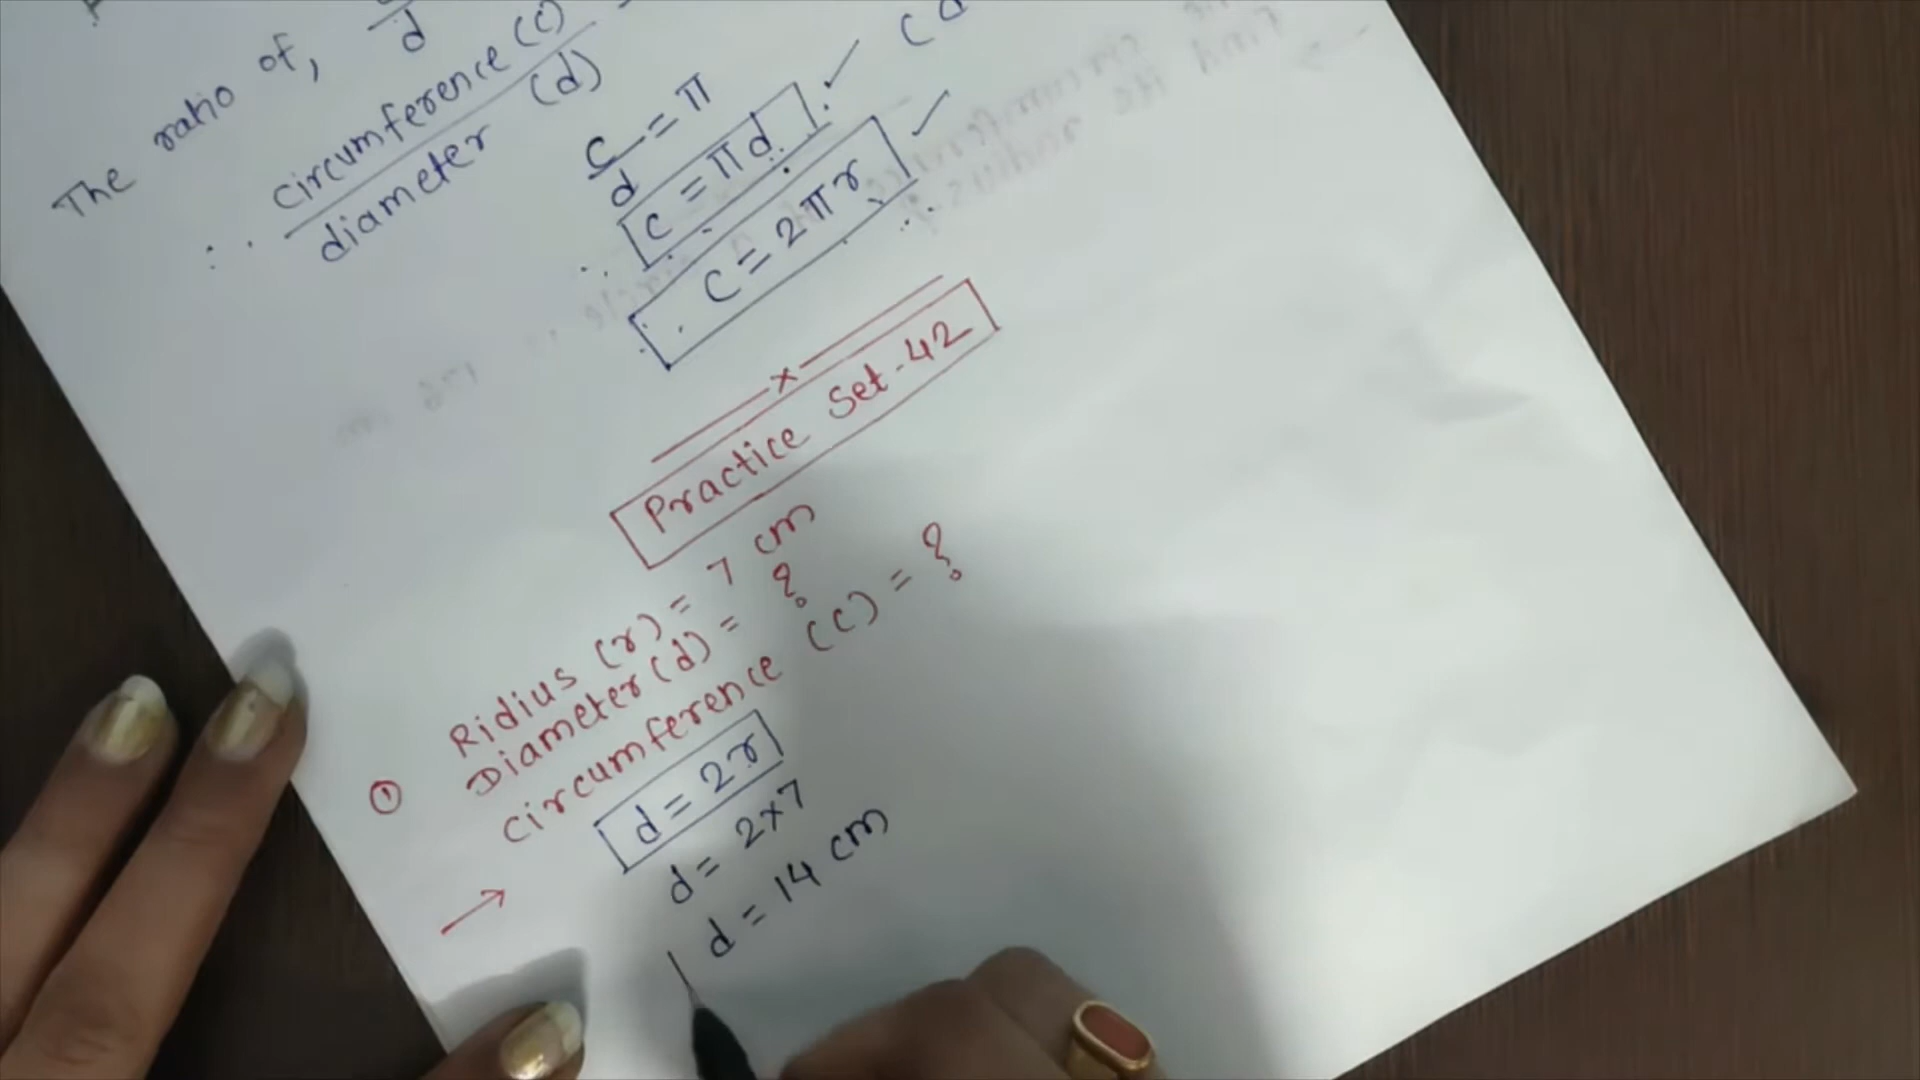 The ratio of, d
∴ circumference (c)
diameter (d)
c/d = π
∴ c = πd ✓
∴ c = 2πr ✓
x
Practice Set-42
① Ridius (r) = 7 cm
Diameter (d) = ?
circumference (c) = ?
→ d = 2r
d = 2×7
d = 14 cm